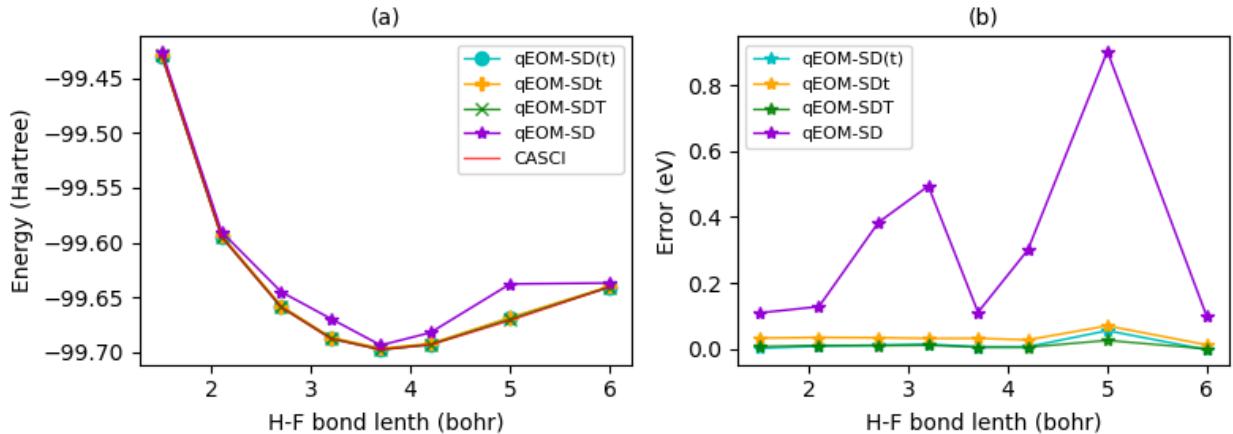 (a)
Energy (Hartree)
−99.45
−99.50
−99.55
−99.60
−99.65
−99.70
qEOM-SD(t)
qEOM-SDt
qEOM-SDT
qEOM-SD
CASCI
2
3
4
5
6
H-F bond lenth (bohr)
(b)
Error (eV)
0.8
0.6
0.4
0.2
0.0
qEOM-SD(t)
qEOM-SDt
qEOM-SDT
qEOM-SD
2
3
4
5
6
H-F bond lenth (bohr)